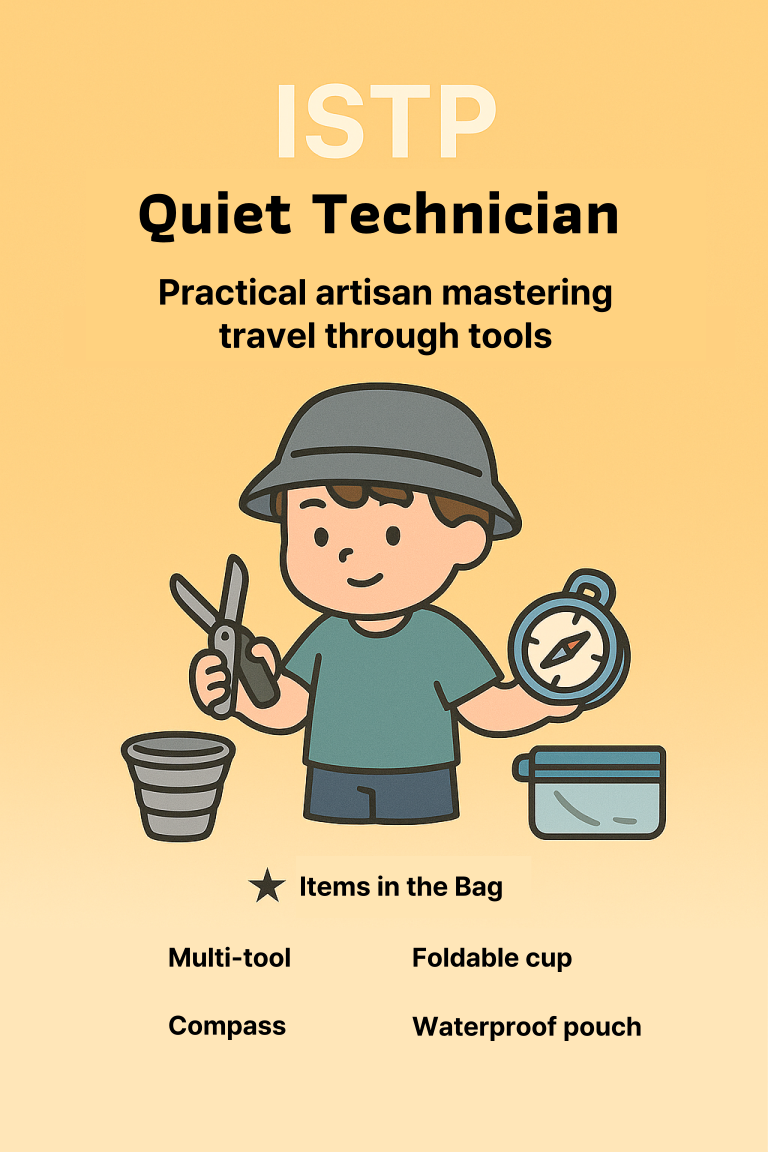 ISTP
Quiet Technician
Practical artisan mastering
travel through tools
★ Items in the Bag
Multi-tool
Foldable cup
Compass
Waterproof pouch